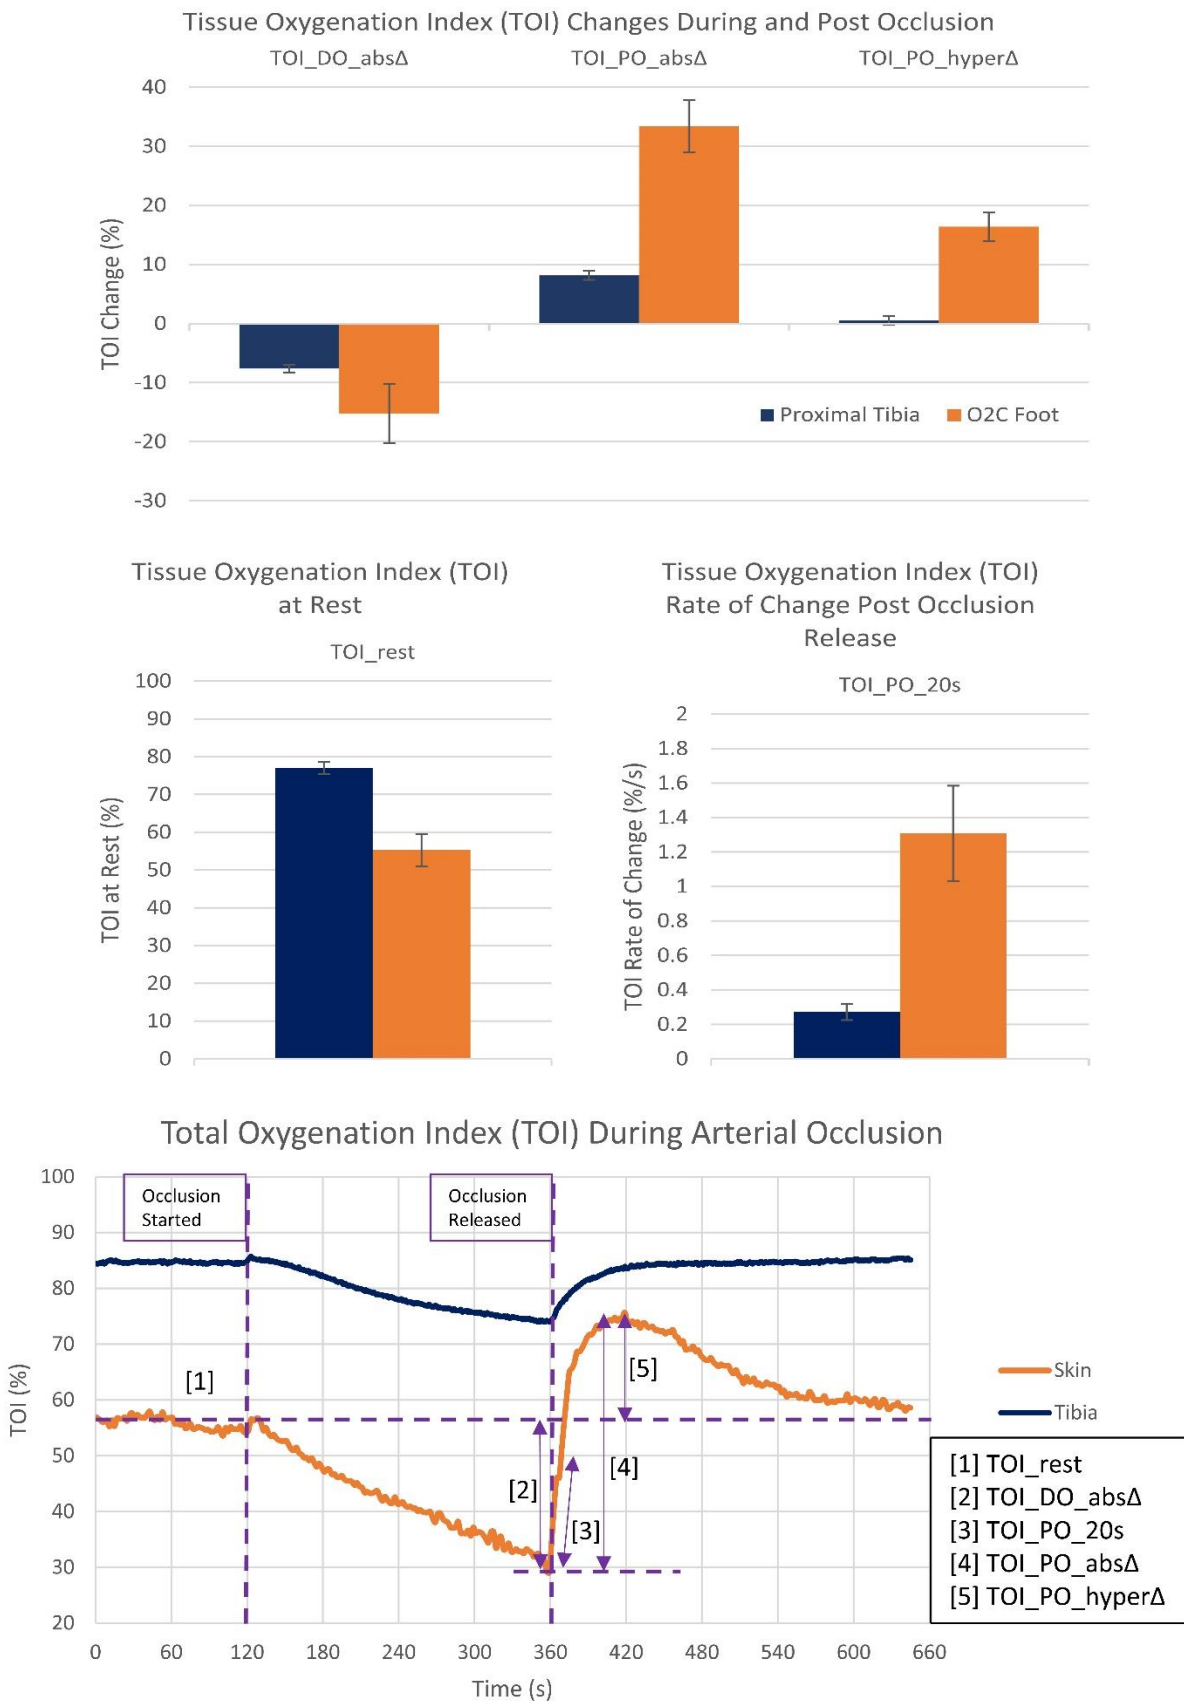 Tissue Oxygenation Index (TOI) Changes During and Post Occlusion
TOI_DO_absΔ
TOI_PO_absΔ
TOI_PO_hyperΔ
TOI Change (%)
40
30
20
10
0
-10
-20
-30
Proximal Tibia
O2C Foot
Tissue Oxygenation Index (TOI)
at Rest
TOI_rest
TOI at Rest (%)
100
90
80
70
60
50
40
30
20
10
0
Tissue Oxygenation Index (TOI)
Rate of Change Post Occlusion
Release
TOI_PO_20s
TOI Rate of Change (%/s)
2
1.8
1.6
1.4
1.2
1
0.8
0.6
0.4
0.2
0
Total Oxygenation Index (TOI) During Arterial Occlusion
TOI (%)
100
90
80
70
60
50
40
30
20
Occlusion
Started
Occlusion
Released
[1]
[2]
[3]
[4]
[5]
0 60 120 180 240 300 360 420 480 540 600 660
Time (s)
Skin
Tibia
[1] TOI_rest
[2] TOI_DO_absΔ
[3] TOI_PO_20s
[4] TOI_PO_absΔ
[5] TOI_PO_hyperΔ